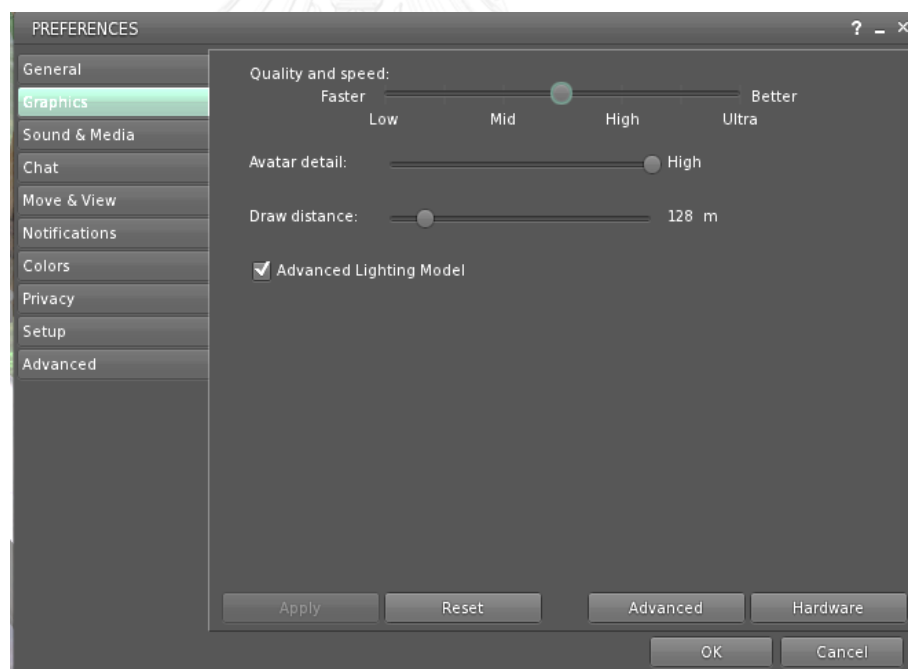 PREFERENCES ? _ ×
General
Graphics
Sound & Media
Chat
Move & View
Notifications
Colors
Privacy
Setup
Advanced
Quality and speed:
Faster Better
Low Mid High Ultra
Avatar detail: High
Draw distance: 128 m
Advanced Lighting Model
Apply Reset Advanced Hardware
OK Cancel